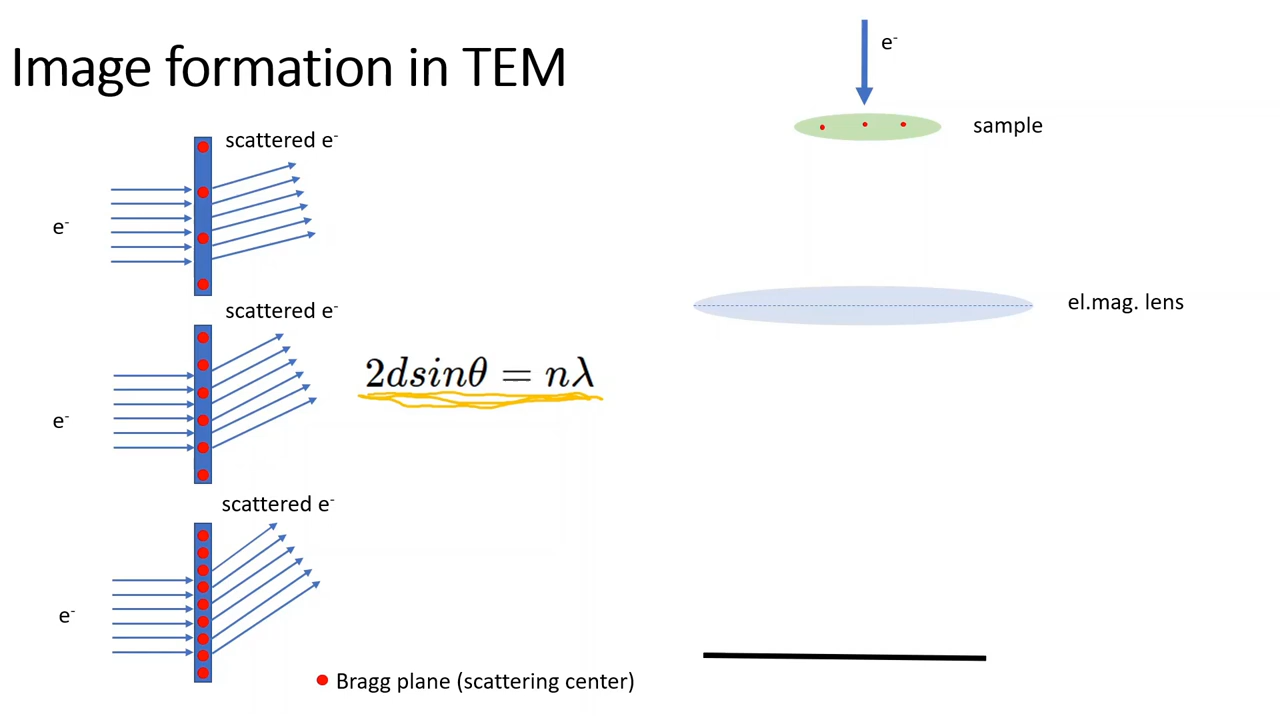 Image formation in TEM
scattered e⁻
e⁻
scattered e⁻
2dsinθ = nλ
e⁻
scattered e⁻
e⁻
Bragg plane (scattering center)
e⁻
sample
el.mag. lens